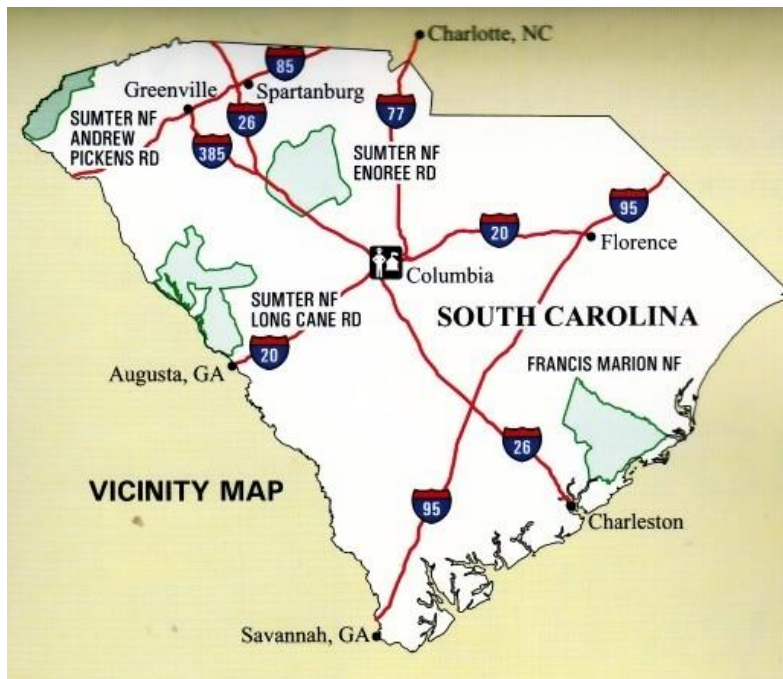 Charlotte, NC
85
Greenville
Spartanburg
SUMTER NF
ANDREW
PICKENS RD
26
77
385
SUMTER NF
ENOREE RD
95
20
Florence
Columbia
SUMTER NF
LONG CANE RD
SOUTH CAROLINA
20
Augusta, GA
FRANCIS MARION NF
26
VICINITY MAP
95
Charleston
Savannah, GA